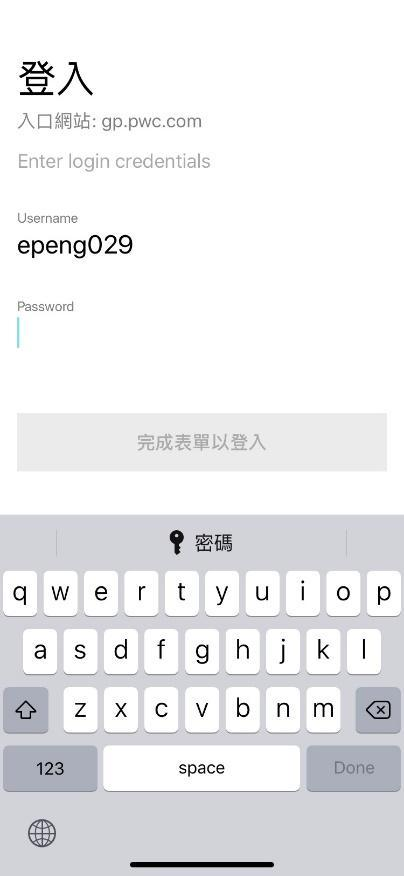 登入
入口網站: gp.pwc.com
Enter login credentials
Username
epeng029
Password
完成表單以登入
密碼
q w e r t y u i o p
a s d f g h j k l
z x c v b n m
123 space Done